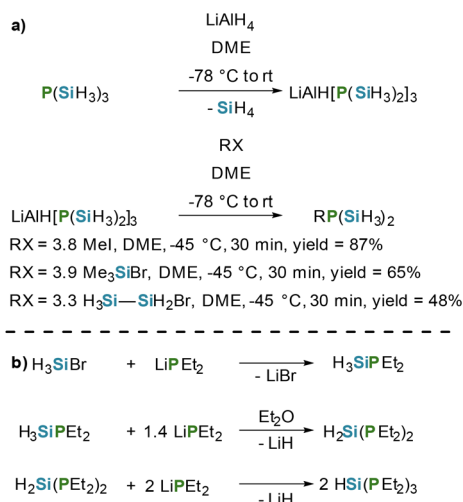 a)
LiAlH₄
DME
-78 °C to rt
P(SiH₃)₃ LiAlH[P(SiH₃)₂]₃
- SiH₄
RX
DME
-78 °C to rt
LiAlH[P(SiH₃)₂]₃ RP(SiH₃)₂
RX = 3.8 MeI, DME, -45 °C, 30 min, yield = 87%
RX = 3.9 Me₃SiBr, DME, -45 °C, 30 min, yield = 65%
RX = 3.3 H₃Si—SiH₂Br, DME, -45 °C, 30 min, yield = 48%
b) H₃SiBr + LiPEt₂ H₃SiPEt₂
- LiBr
Et₂O
H₃SiPEt₂ + 1.4 LiPEt₂ H₂Si(PEt₂)₂
- LiH
H₂Si(PEt₂)₂ + 2 LiPEt₂ 2 HSi(PEt₂)₃
- LiH